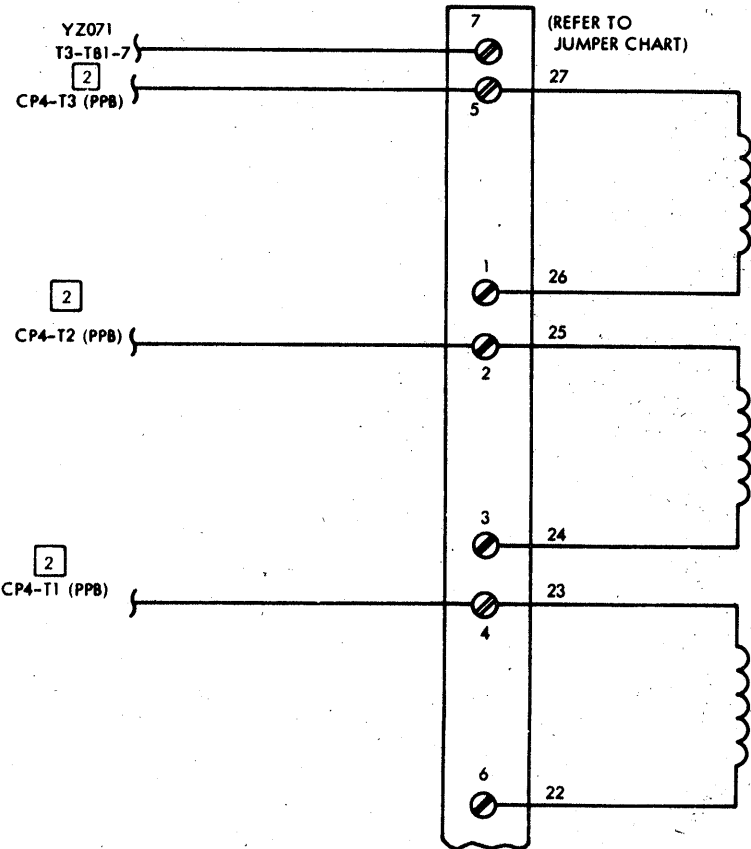 YZ071
T3-TB1-7
7
(REFER TO
JUMPER CHART)
2
CP4-T3 (PPB)
5
27
1
26
2
CP4-T2 (PPB)
25
2
3
24
2
CP4-T1 (PPB)
23
4
6
22